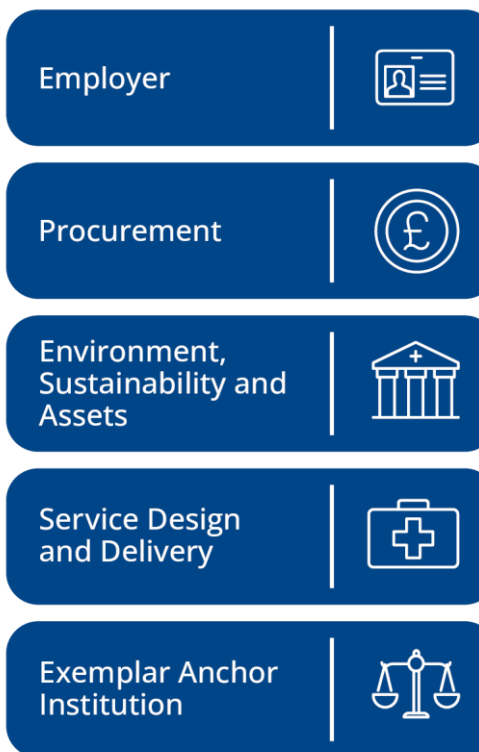 Employer
Procurement
£
Environment,
Sustainability and
Assets
Service Design
and Delivery
Exemplar Anchor
Institution